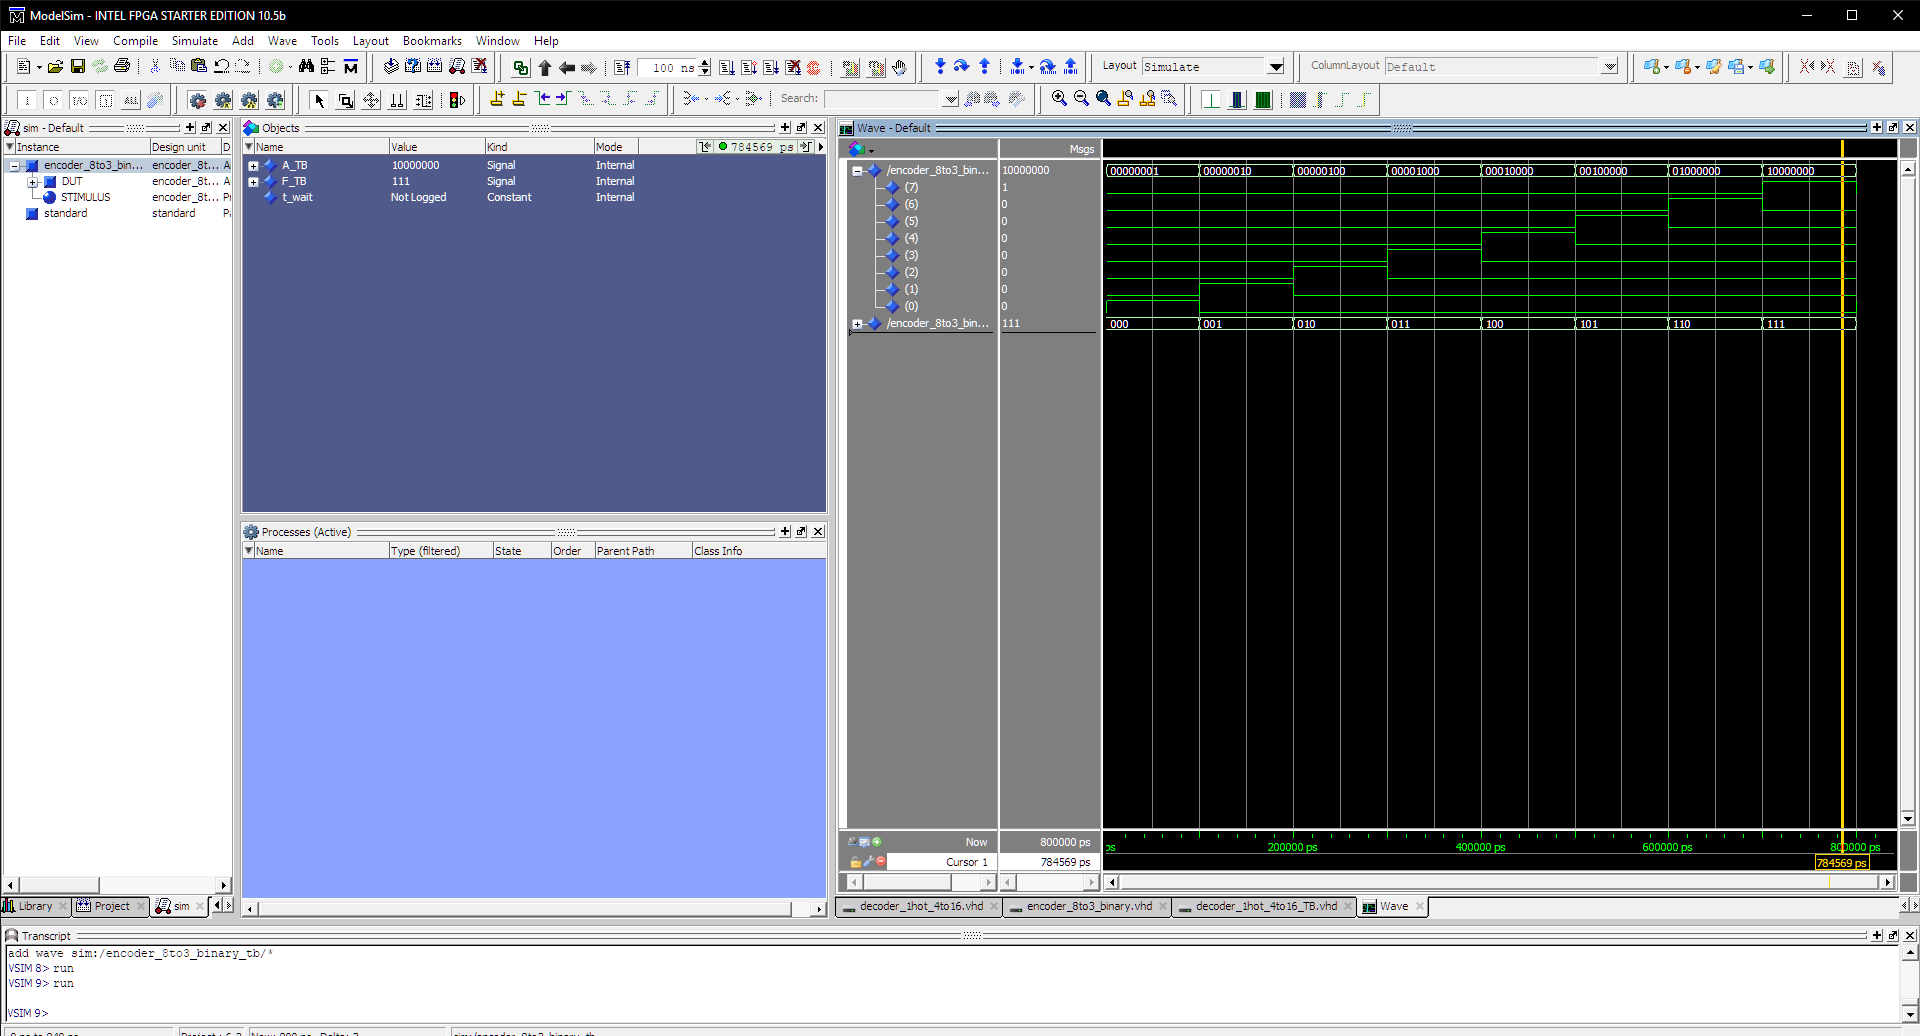 ModelSim - INTEL FPGA STARTER EDITION 10.5b
File Edit View Compile Simulate Add Wave Tools Layout Bookmarks Window Help
100 ns
Layout Simulate
ColumnLayout Default
ALL
Search:
sim - Default
Instance Design unit D
encoder_8to3_bin... encoder_8t... A
DUT encoder_8t... A
STIMULUS encoder_8t... Pr
standard standard Pa
Objects
Name Value Kind Mode 784569 ps
A_TB 10000000 Signal Internal
F_TB 111 Signal Internal
t_wait Not Logged Constant Internal
Processes (Active)
Name Type (filtered) State Order Parent Path Class Info
Wave - Default
Msgs
/encoder_8to3_bin... 10000000 00000001 00000010 00000100 00001000 00010000 00100000 01000000 10000000
(7) 1
(6) 0
(5) 0
(4) 0
(3) 0
(2) 0
(1) 0
(0) 0
/encoder_8to3_bin... 111 000 001 010 011 100 101 110 111
Now 800000 ps ps 200000 ps 400000 ps 600000 ps 800000 ps
Cursor 1 784569 ps 784569 ps
Library Project sim
decoder_1hot_4to16.vhd encoder_8to3_binary.vhd decoder_1hot_4to16_TB.vhd Wave
Transcript
add wave sim:/encoder_8to3_binary_tb/*
VSIM 8> run
VSIM 9> run
VSIM 9>